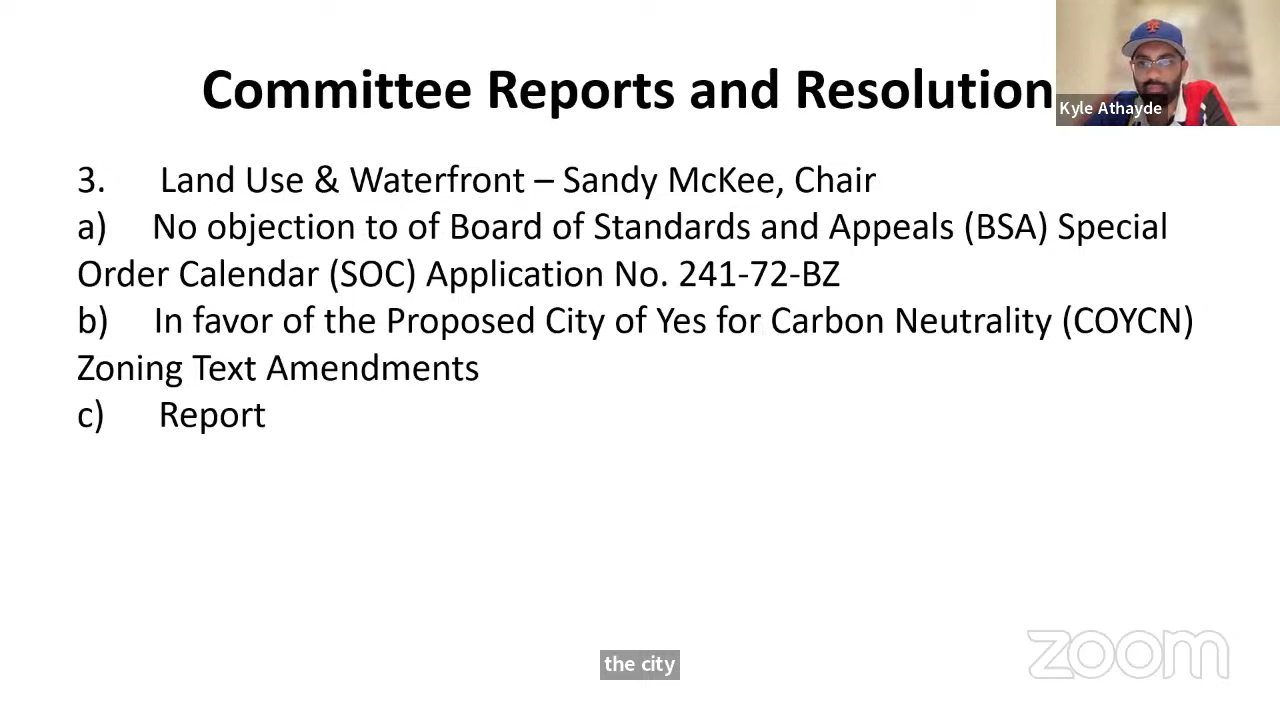 Committee Reports and Resolution
Kyle Athayde
3. Land Use & Waterfront – Sandy McKee, Chair
a) No objection to of Board of Standards and Appeals (BSA) Special
Order Calendar (SOC) Application No. 241-72-BZ
b) In favor of the Proposed City of Yes for Carbon Neutrality (COYCN)
Zoning Text Amendments
c) Report
the city
zoom